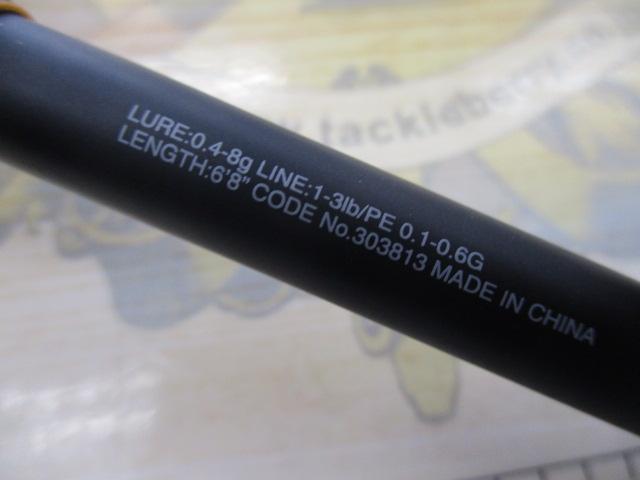 tackleberry
LURE:0.4-8g LINE:1-3lb/PE 0.1-0.6G
LENGTH:6'8" CODE No.303813 MADE IN CHINA